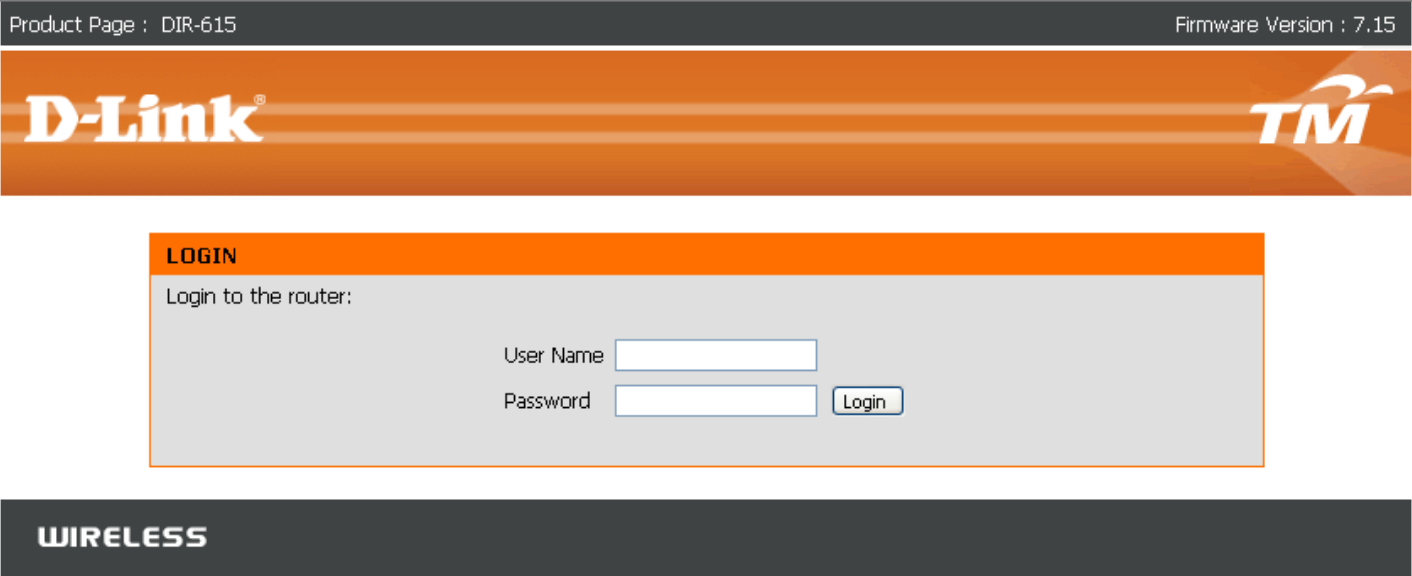 Product Page : DIR-615
Firmware Version : 7.15
D-Link®
TM
LOGIN
Login to the router:
User Name
Password
Login
WIRELESS